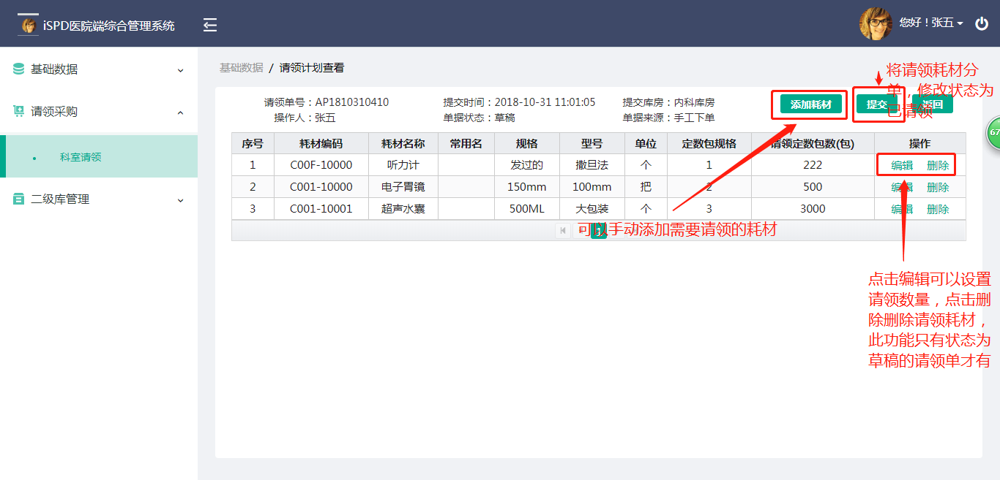 iSPD医院端综合管理系统
您好！张五
基础数据
请领采购
科室请领
二级库管理
基础数据 / 请领计划查看
请领单号：AP1810310410 提交时间：2018-10-31 11:01:05 提交库房：内科库房
操作人：张五 单据状态：草稿 单据来源：手工下单
添加耗材 提交 返回
将请领耗材分
单，修改状态为
已请领
序号 耗材编码 耗材名称 常用名 规格 型号 单位 定数包规格 请领定数包数(包) 操作
1 C00F-10000 听力计 发过的 撒旦法 个 1 222 编辑 删除
2 C001-10000 电子胃镜 150mm 100mm 把 2 500 编辑 删除
3 C001-10001 超声水囊 500ML 大包装 个 3 3000 编辑 删除
1
可以手动添加需要请领的耗材
点击编辑可以设置
请领数量，点击删
除删除请领耗材，
此功能只有状态为
草稿的请领单才有
67